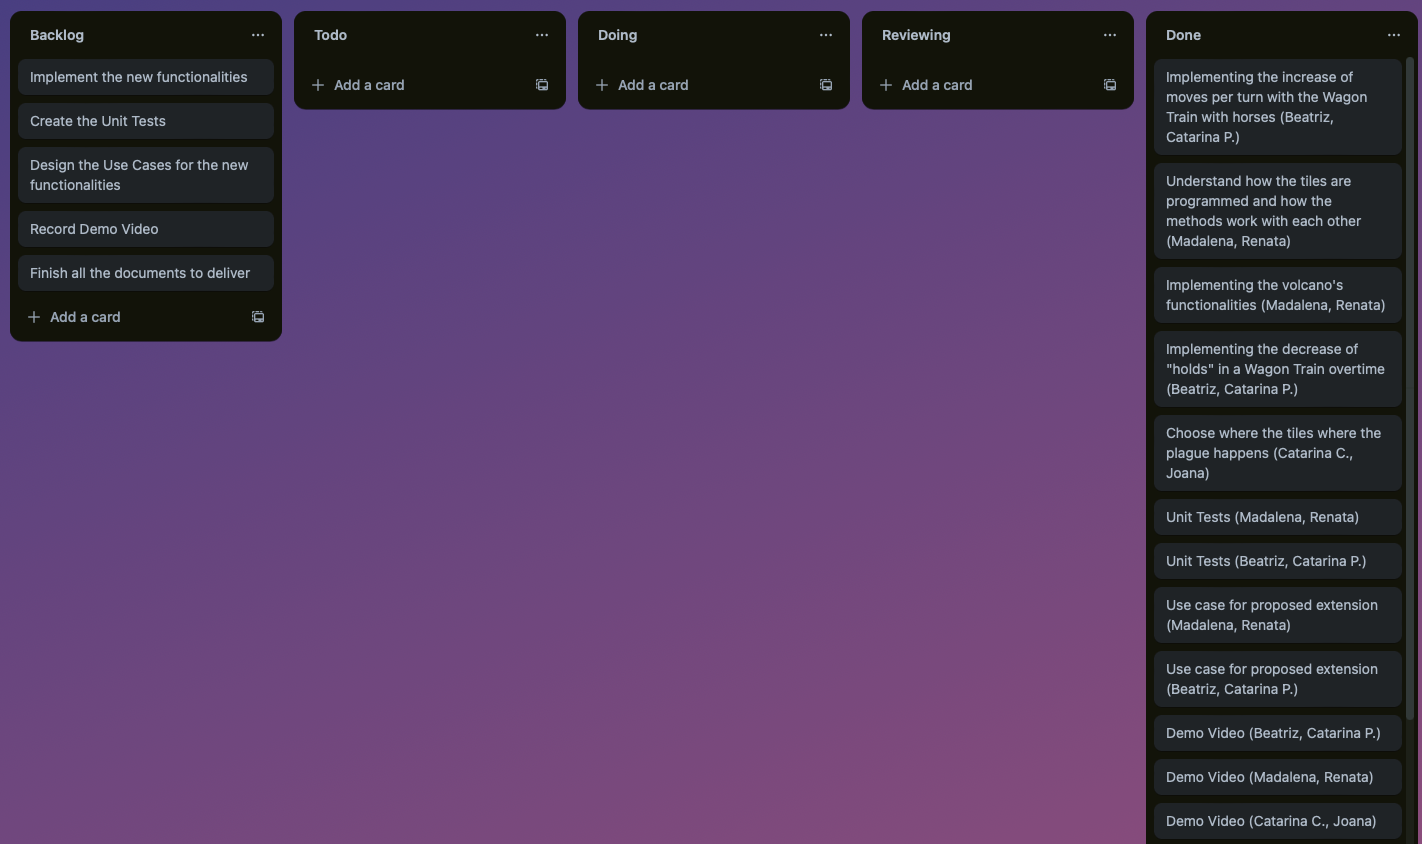 Backlog
Implement the new functionalities
Create the Unit Tests
Design the Use Cases for the new
functionalities
Record Demo Video
Finish all the documents to deliver
Add a card
Todo
Add a card
Doing
Add a card
Reviewing
Add a card
Done
Implementing the increase of
moves per turn with the Wagon
Train with horses (Beatriz,
Catarina P.)
Understand how the tiles are
programmed and how the
methods work with each other
(Madalena, Renata)
Implementing the volcano's
functionalities (Madalena, Renata)
Implementing the decrease of
"holds" in a Wagon Train overtime
(Beatriz, Catarina P.)
Choose where the tiles where the
plague happens (Catarina C.,
Joana)
Unit Tests (Madalena, Renata)
Unit Tests (Beatriz, Catarina P.)
Use case for proposed extension
(Madalena, Renata)
Use case for proposed extension
(Beatriz, Catarina P.)
Demo Video (Beatriz, Catarina P.)
Demo Video (Madalena, Renata)
Demo Video (Catarina C., Joana)